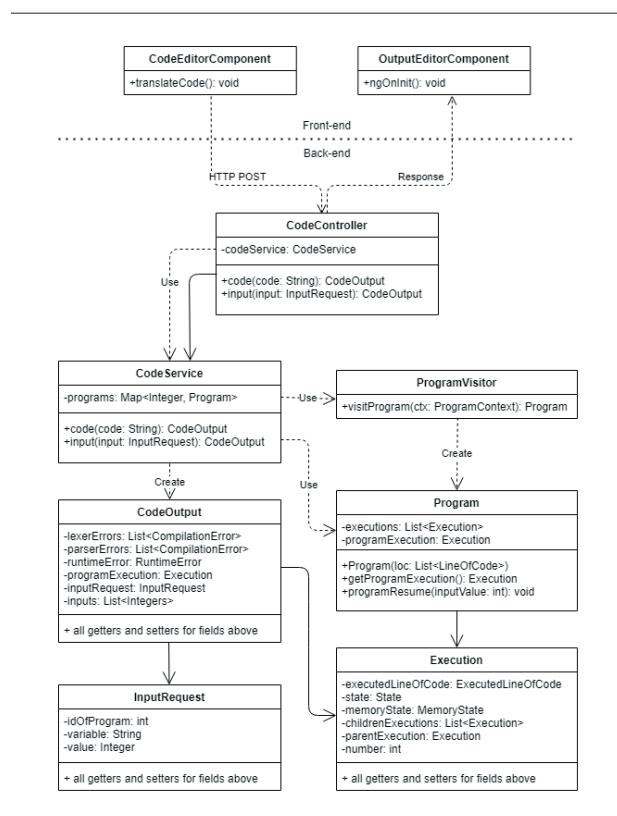 CodeEditorComponent
+translateCode(): void
OutputEditorComponent
+ngOnInit(): void
Front-end
Back-end
HTTP POST
Response
CodeController
-codeService: CodeService
+code(code: String): CodeOutput
+input(input: InputRequest): CodeOutput
Use
CodeService
-programs: Map<Integer, Program>
+code(code: String): CodeOutput
+input(input: InputRequest): CodeOutput
Use
ProgramVisitor
+visitProgram(ctx: ProgramContext): Program
Create
Use
Create
CodeOutput
-lexerErrors: List<CompilationError>
-parserErrors: List<CompilationError>
-runtimeError: RuntimeError
-programExecution: Execution
-inputRequest: InputRequest
-inputs: List<Integers>
+ all getters and setters for fields above
Program
-executions: List<Execution>
-programExecution: Execution
+Program(loc: List<LineOfCode>)
+getProgramExecution(): Execution
+programResume(inputValue: int): void
InputRequest
-idOfProgram: int
-variable: String
-value: Integer
+ all getters and setters for fields above
Execution
-executedLineOfCode: ExecutedLineOfCode
-state: State
-memoryState: MemoryState
-childrenExecutions: List<Execution>
-parentExecution: Execution
-number: int
+ all getters and setters for fields above